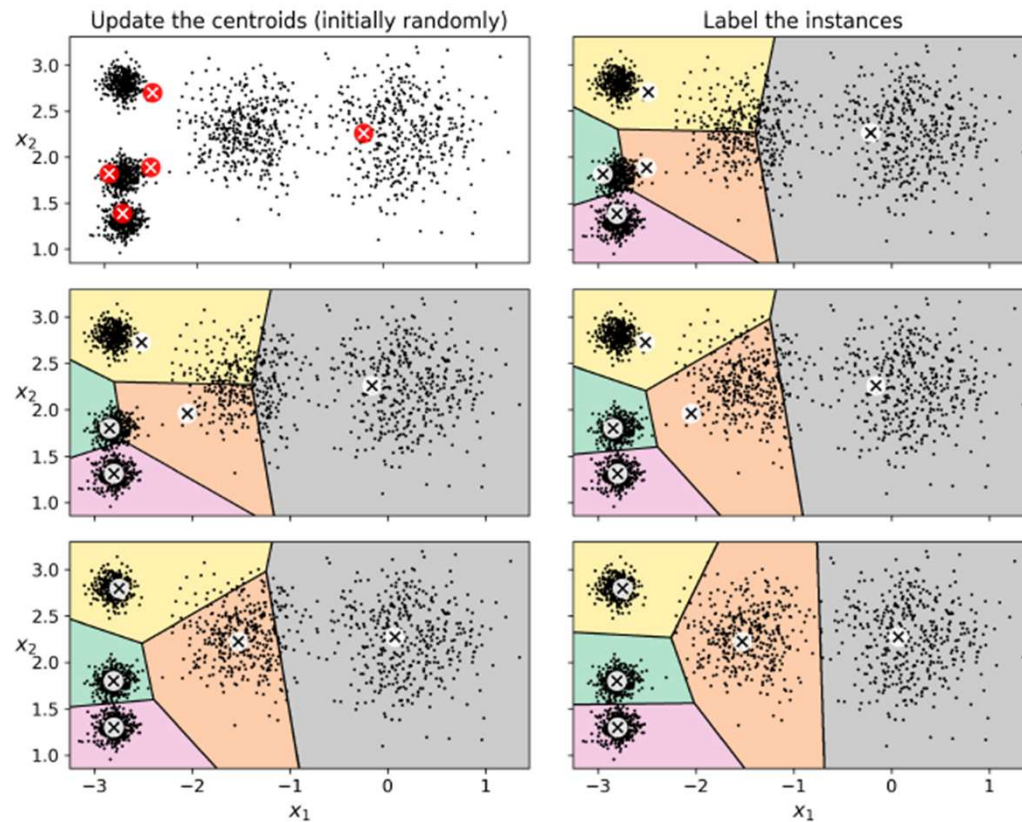 Update the centroids (initially randomly)
Label the instances
3.0
2.5
x₂
2.0
1.5
1.0
3.0
2.5
x₂
2.0
1.5
1.0
3.0
2.5
x₂
2.0
1.5
1.0
−3 −2 −1 0 1
−3 −2 −1 0 1
x₁
x₁